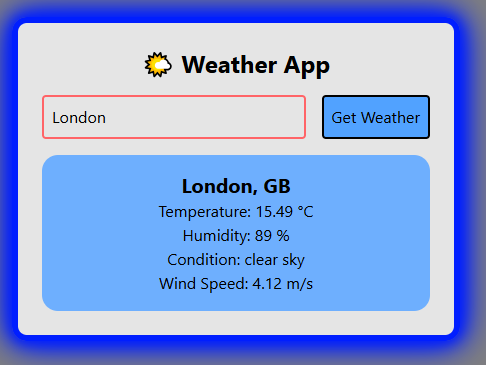 Weather App
London
Get Weather
London, GB
Temperature: 15.49 °C
Humidity: 89 %
Condition: clear sky
Wind Speed: 4.12 m/s